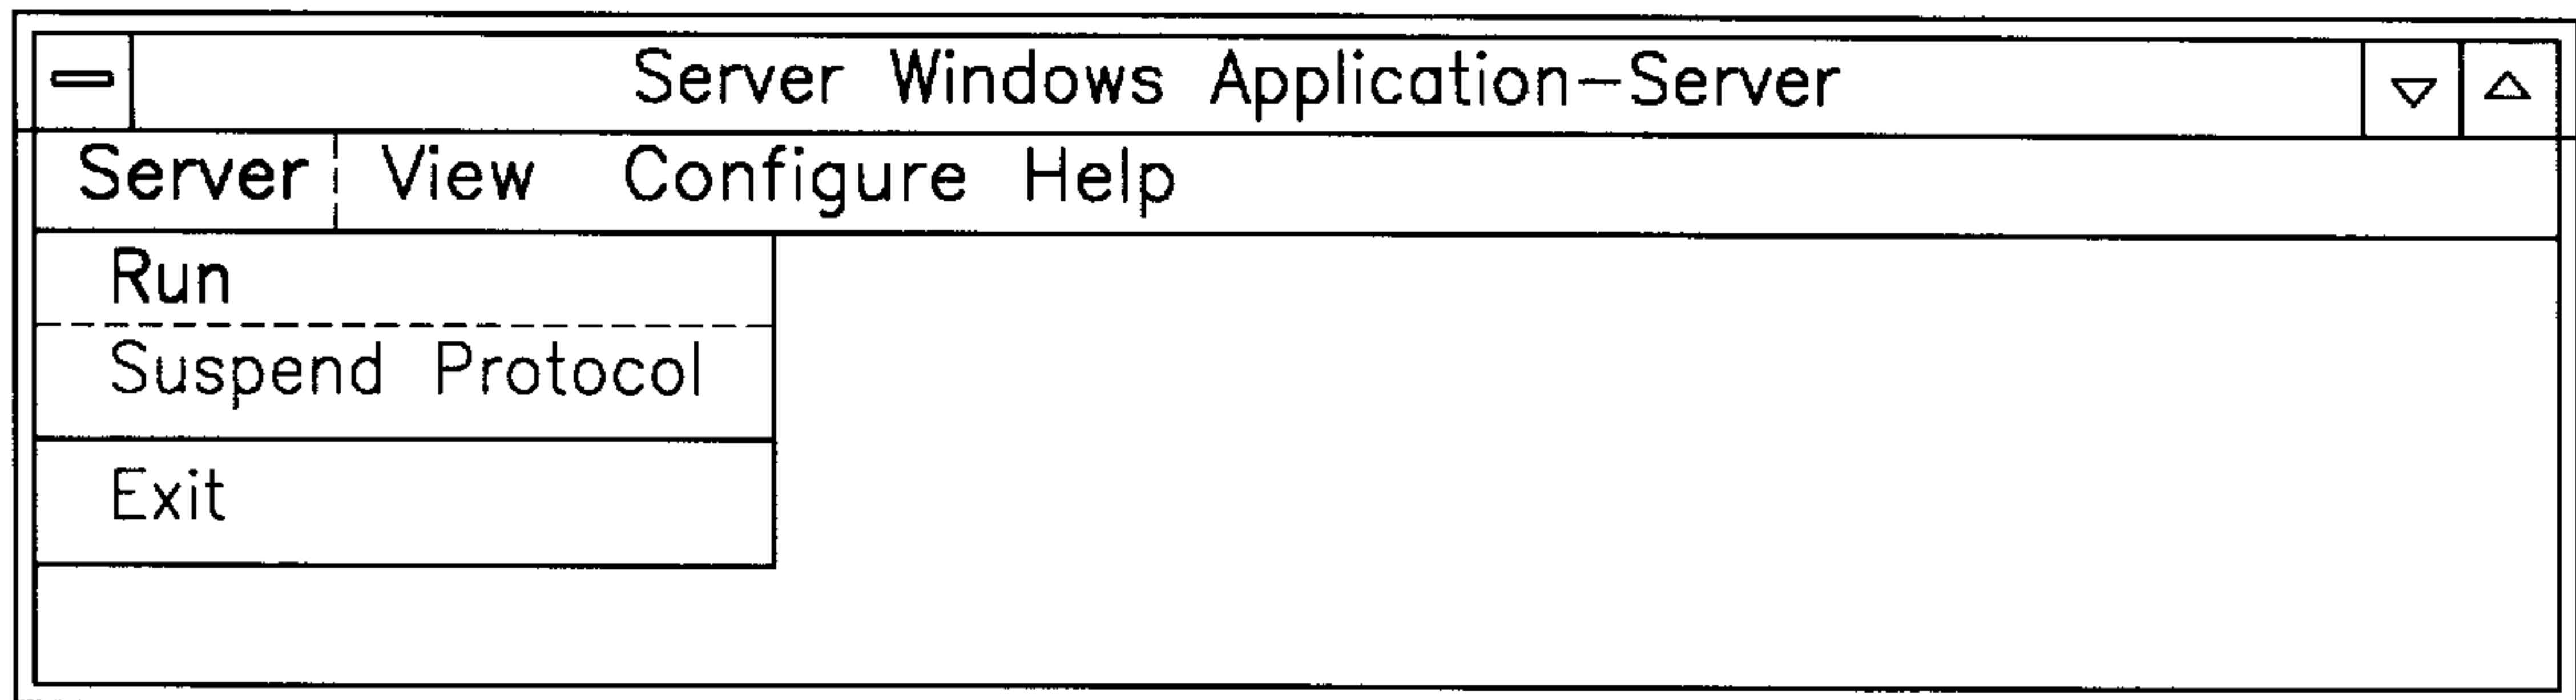 Server Windows Application-Server
Server View Configure Help
Run
Suspend Protocol
Exit